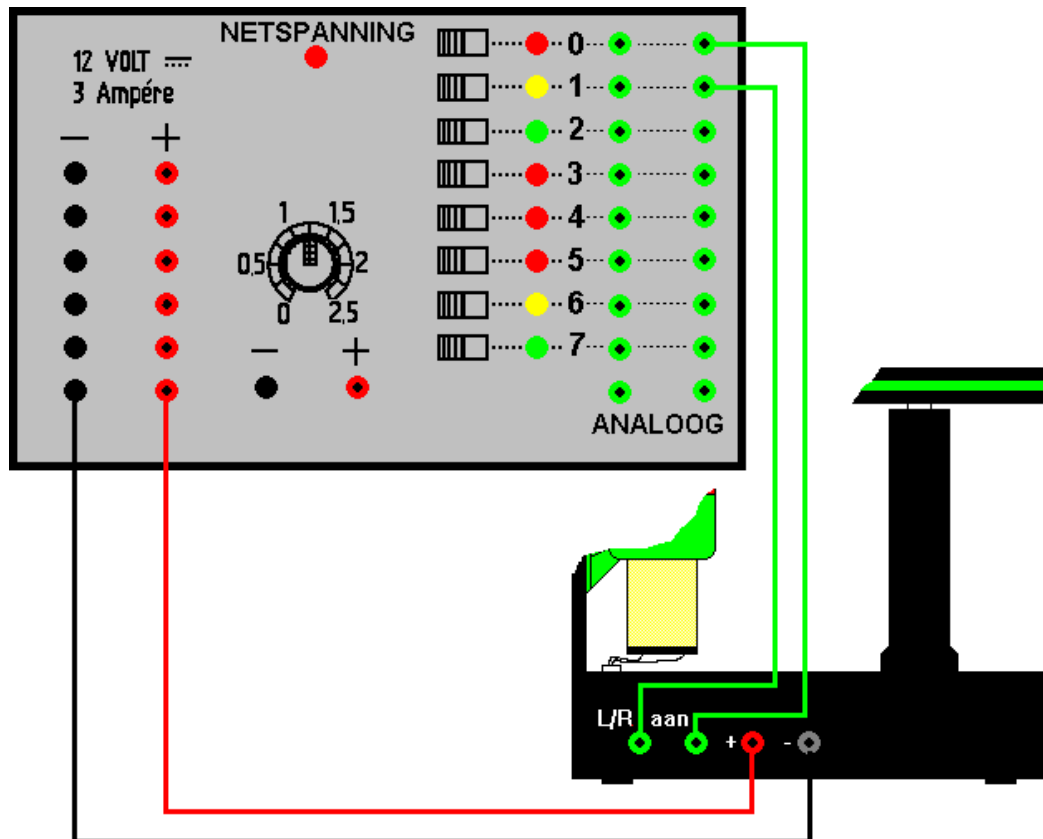 NETSPANNING
12 VOLT
3 Ampére
- +
0
1
2
3
4
5
6
7
1 1,5
0,5 2
0 2,5
- +
ANALOOG
L/R aan + -